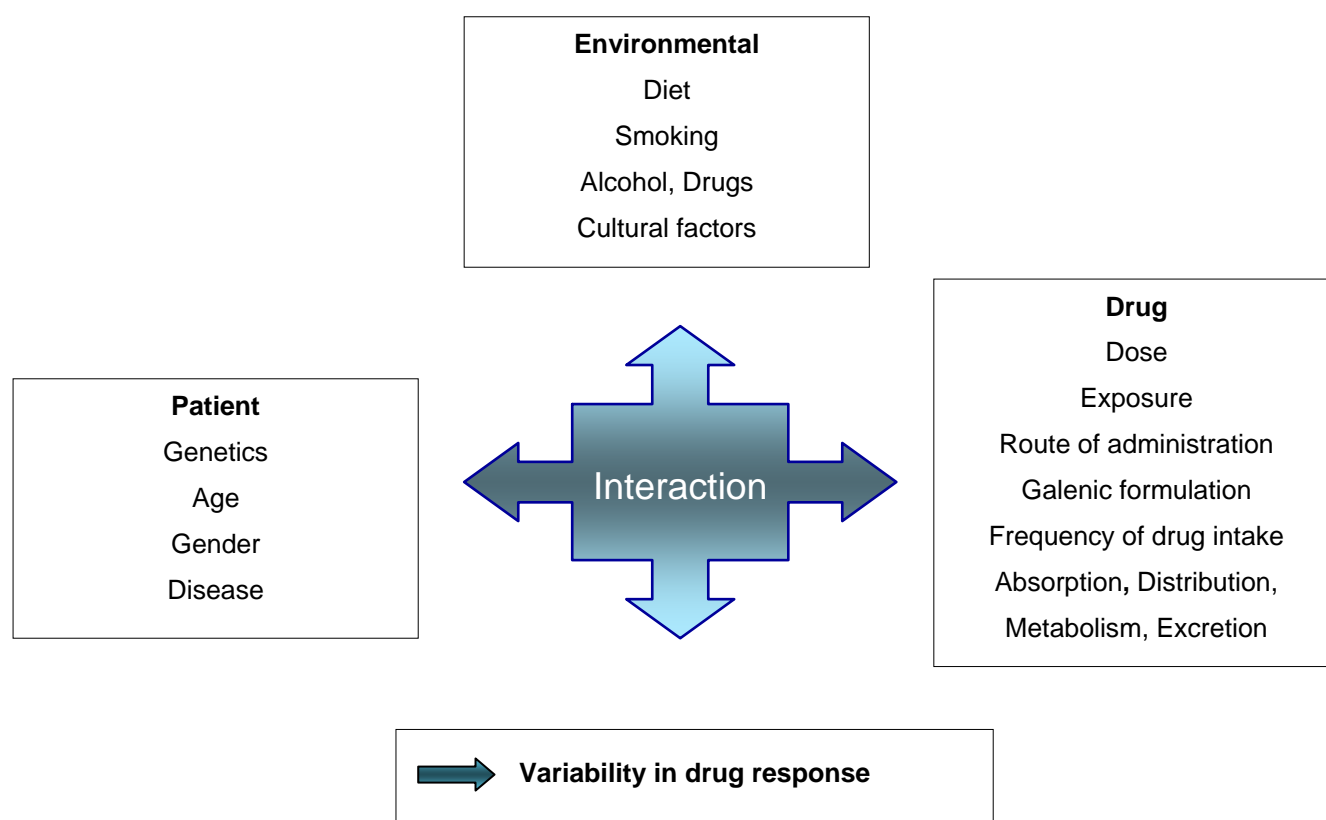 Environmental
Diet
Smoking
Alcohol, Drugs
Cultural factors
Patient
Genetics
Age
Gender
Disease
Interaction
Drug
Dose
Exposure
Route of administration
Galenic formulation
Frequency of drug intake
Absorption, Distribution,
Metabolism, Excretion
Variability in drug response